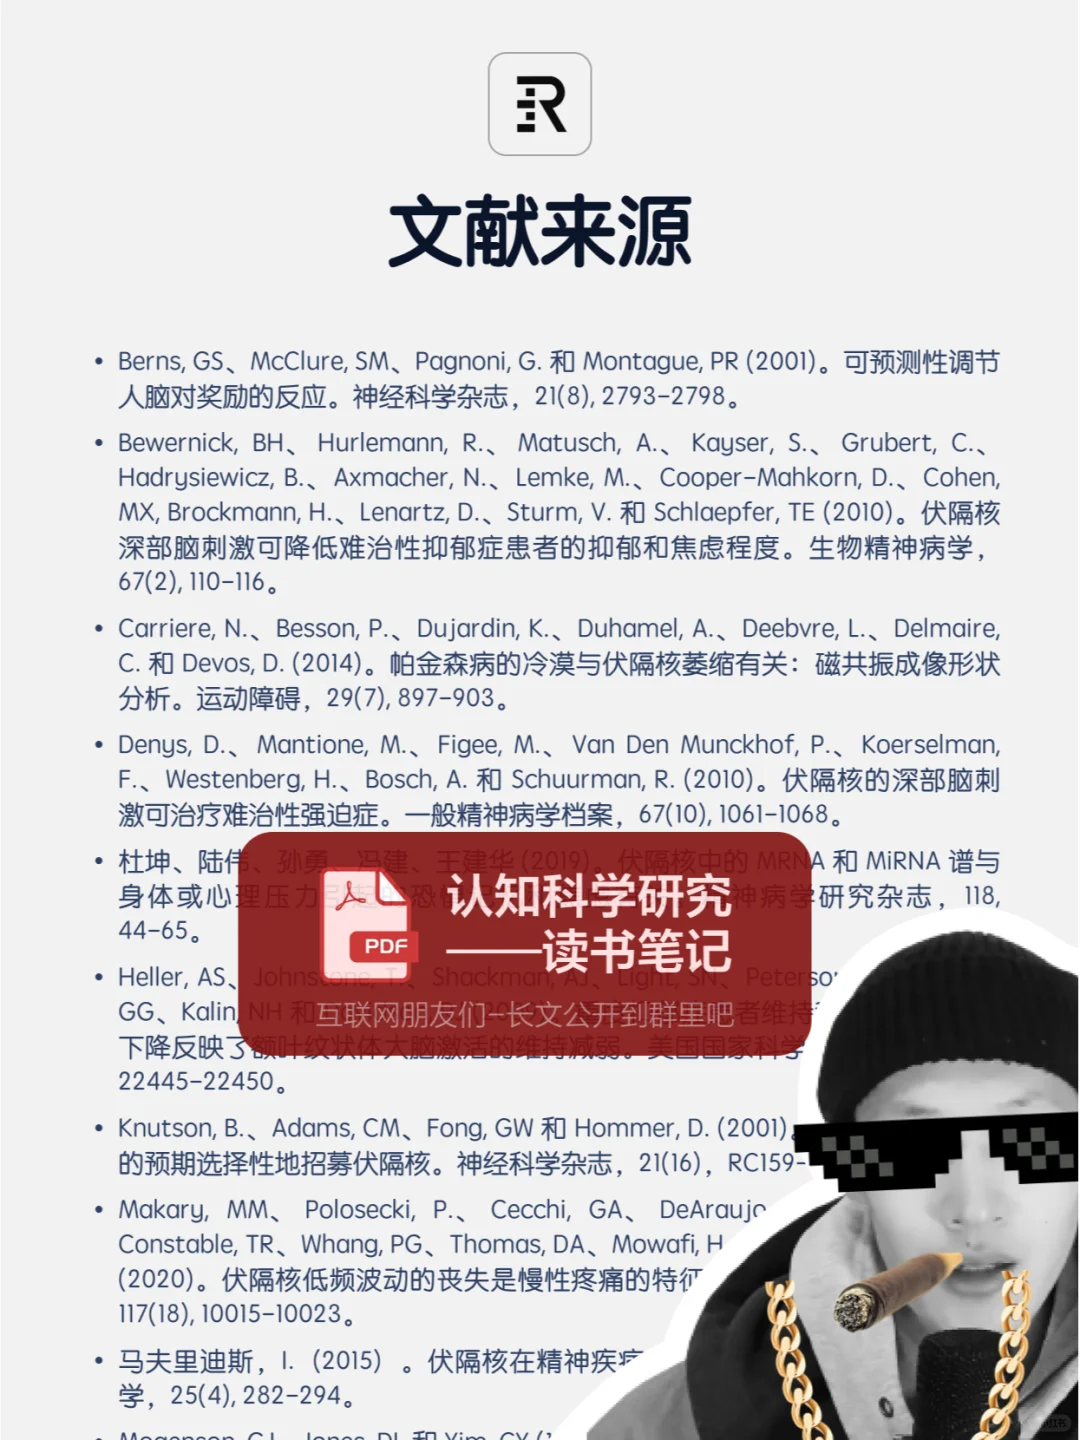 R
文献来源
• Berns, GS、McClure, SM、Pagnoni, G. 和 Montague, PR (2001)。可预测性调节
人脑对奖励的反应。神经科学杂志，21(8), 2793-2798。
• Bewernick, BH、 Hurlemann, R.、 Matusch, A.、 Kayser, S.、 Grubert, C.、
Hadrysiewicz, B.、Axmacher, N.、Lemke, M.、Cooper-Mahkorn, D.、Cohen,
MX, Brockmann, H.、Lenartz, D.、Sturm, V. 和 Schlaepfer, TE (2010)。伏隔核
深部脑刺激可降低难治性抑郁症患者的抑郁和焦虑程度。生物精神病学，
67(2), 110-116。
• Carriere, N.、Besson, P.、Dujardin, K.、Duhamel, A.、Deebvre, L.、Delmaire,
C. 和 Devos, D. (2014)。帕金森病的冷漠与伏隔核萎缩有关：磁共振成像形状
分析。运动障碍，29(7), 897-903。
• Denys, D.、 Mantione, M.、 Figee, M.、 Van Den Munckhof, P.、 Koerselman,
F.、Westenberg, H.、Bosch, A. 和 Schuurman, R. (2010)。伏隔核的深部脑刺
激可治疗难治性强迫症。一般精神病学档案，67(10), 1061-1068。
• 杜坤、陆伟、孙勇、冯建、王建华 (2019)。伏隔核中的 MRNA 和 MiRNA 谱与
身体或心理压力引起的恐 精神病学研究杂志，118,
44-65。
• Heller, AS、Johnstone, T.、Shackman, AJ、Light, SN、Peterson
GG、Kalin, NH 和 者维持
下降反映了额叶纹状体大脑激活的维持减弱。美国国家科学
22445-22450。
PDF
认知科学研究
——读书笔记
互联网朋友们-长文公开到群里吧
• Knutson, B.、Adams, CM、Fong, GW 和 Hommer, D. (2001)。
的预期选择性地招募伏隔核。神经科学杂志，21(16)，RC159-
• Makary, MM、 Polosecki, P.、 Cecchi, GA、 DeAraujo
Constable, TR、Whang, PG、Thomas, DA、Mowafi, H
(2020)。伏隔核低频波动的丧失是慢性疼痛的特征
117(18), 10015-10023。
• 马夫里迪斯，I.（2015）。伏隔核在精神疾病
学，25(4), 282-294。